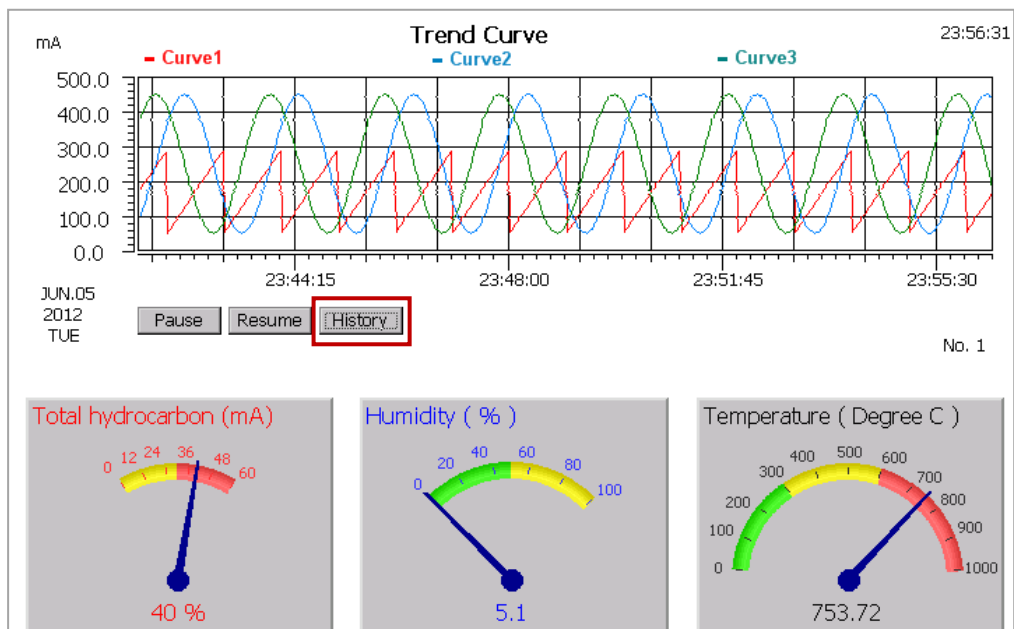 Trend Curve
23:56:31
mA
Curve1
Curve2
Curve3
500.0
400.0
300.0
200.0
100.0
0.0
23:44:15
23:48:00
23:51:45
23:55:30
JUN.05
2012
TUE
Pause
Resume
History
No. 1
Total hydrocarbon (mA)
0 12 24 36 48 60
40 %
Humidity ( % )
0 20 40 60 80 100
5.1
Temperature ( Degree C )
0 100 200 300 400 500 600 700 800 900 1000
753.72